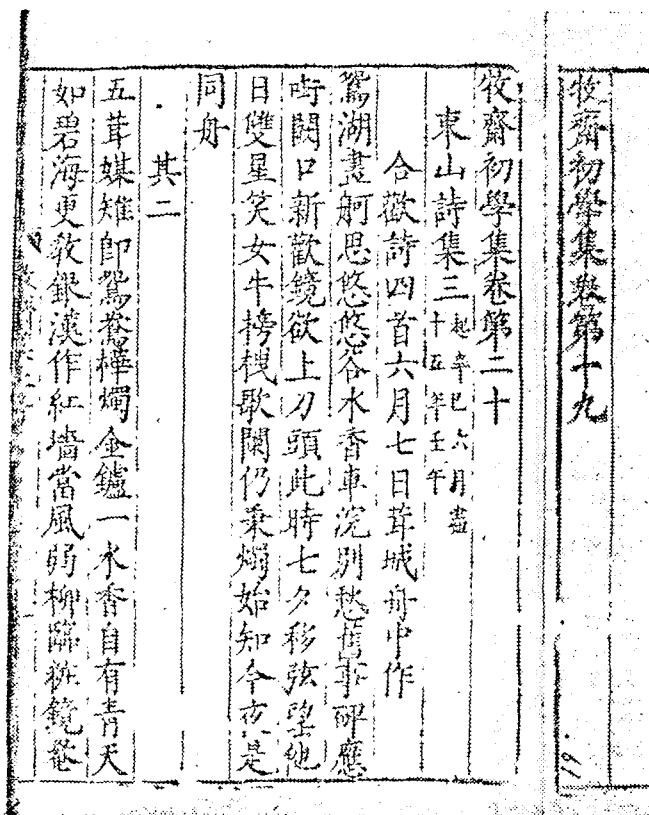 牧齋初學集卷第十九
牧齋初學集卷第二十
東山詩集三 起辛巳六月盡
十五年壬午
合歡詩四首六月七日茸城舟中作
鴛湖畫舸思悠悠谷水香車浣別愁舊事碑應
啣闕口新歡鏡欲上刀頭此時七夕移弦望他
日雙星笑女牛榜枻歌闌仍秉燭始知今夜是
同舟
其二
五茸媒雉即鴛鴦樺燭金鑪一水香自有青天
如碧海更教銀漢作紅墻當風弱柳臨粧鏡罨
19.